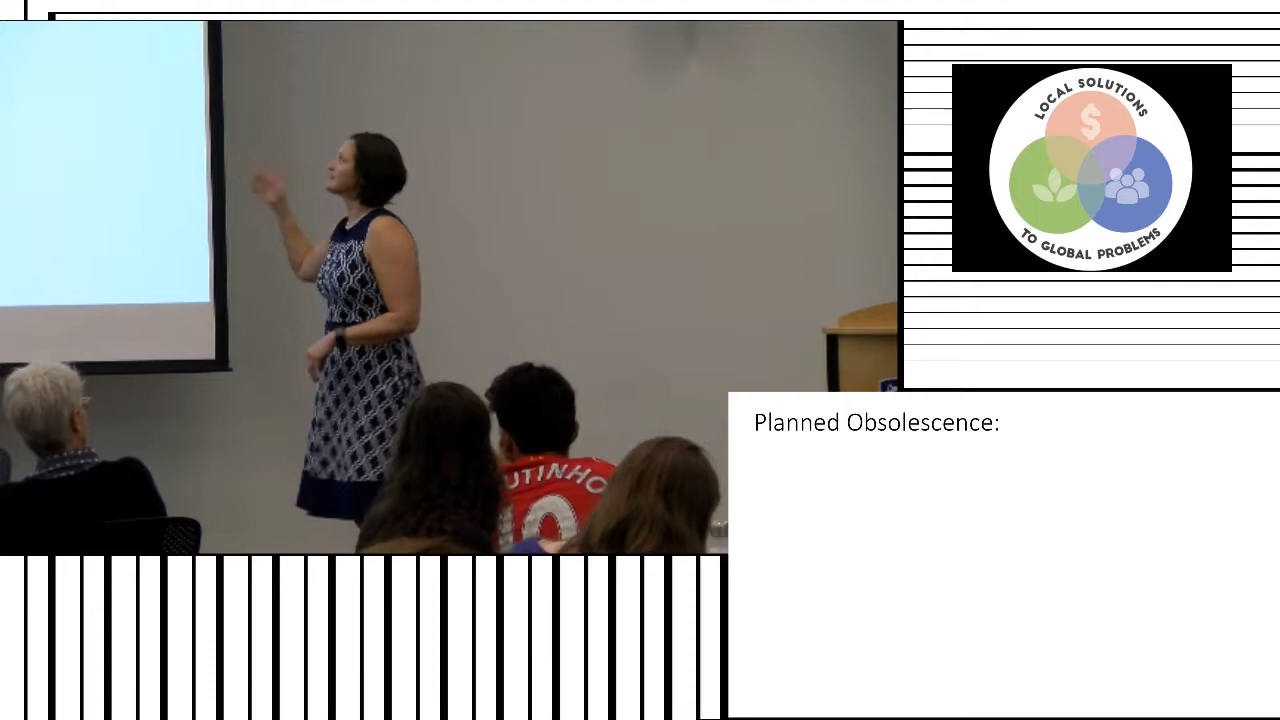 LOCAL SOLUTIONS
TO GLOBAL PROBLEMS
Planned Obsolescence:
UTINHO
10